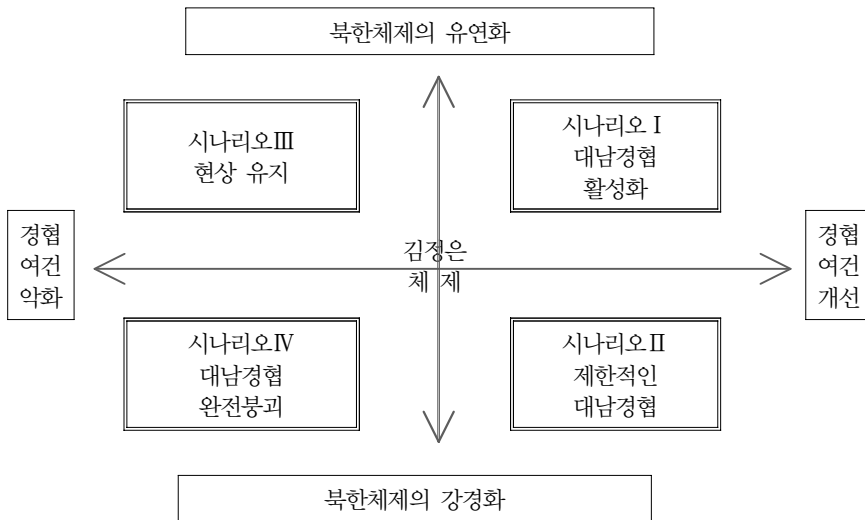 북한체제의 유연화
시나리오Ⅲ
현상 유지
시나리오Ⅰ
대남경협
활성화
경협
여건
악화
김정은
체 제
경협
여건
개선
시나리오Ⅳ
대남경협
완전붕괴
시나리오Ⅱ
제한적인
대남경협
북한체제의 강경화